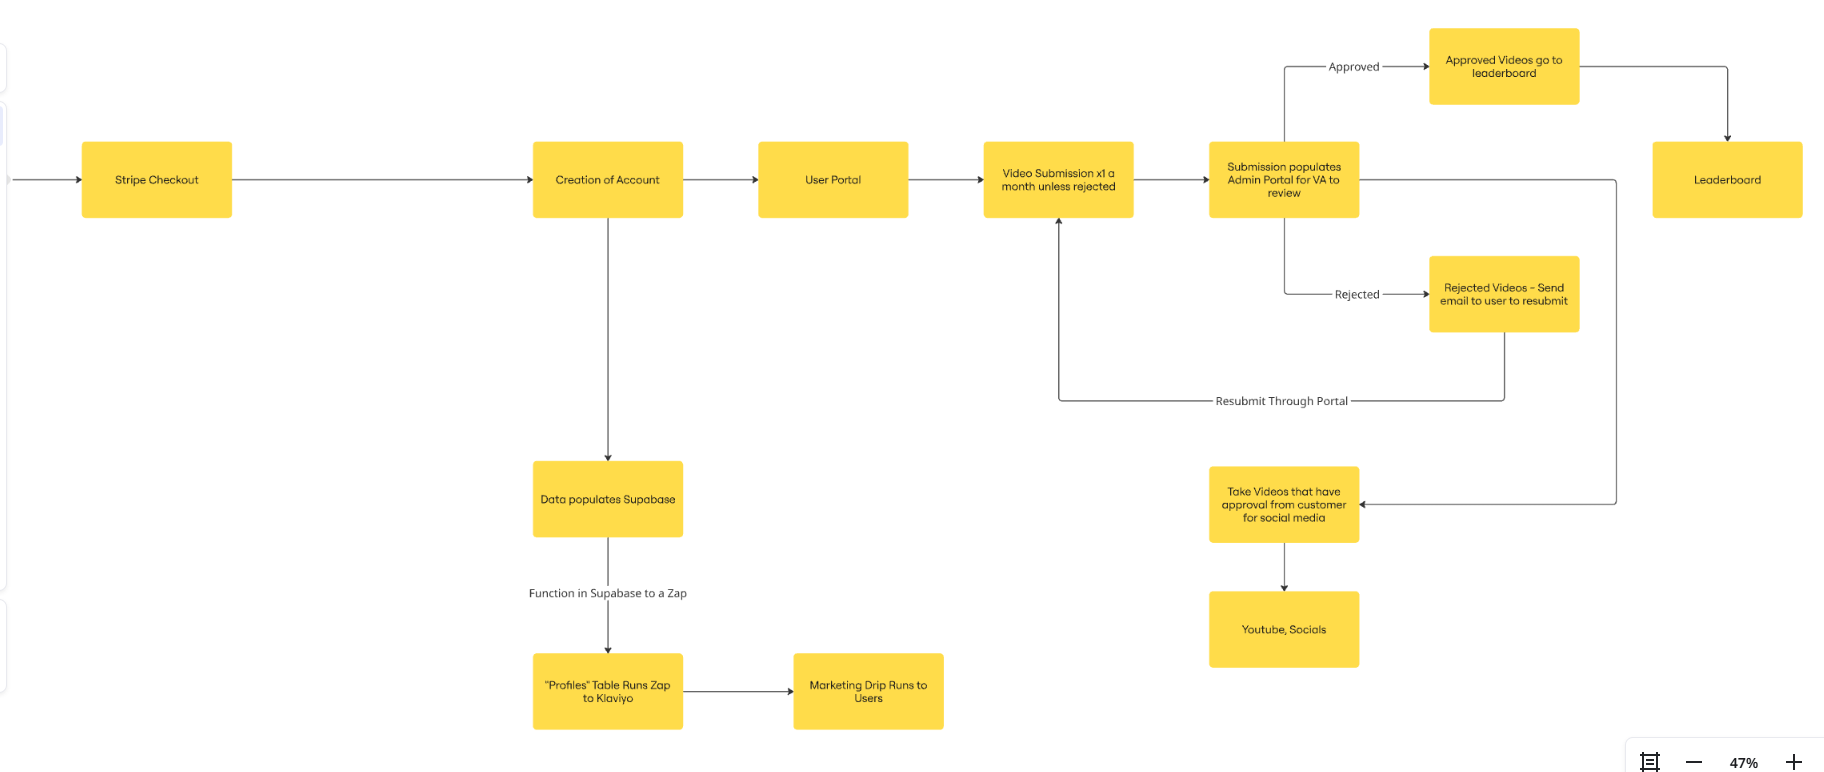 Approved
Approved Videos go to
leaderboard
Stripe Checkout
Creation of Account
User Portal
Video Submission x1 a
month unless rejected
Submission populates
Admin Portal for VA to
review
Leaderboard
Rejected
Rejected Videos - Send
email to user to resubmit
Resubmit Through Portal
Data populates Supabase
Take Videos that have
approval from customer
for social media
Function in Supabase to a Zap
Youtube, Socials
"Profiles" Table Runs Zap
to Klaviyo
Marketing Drip Runs to
Users
47%